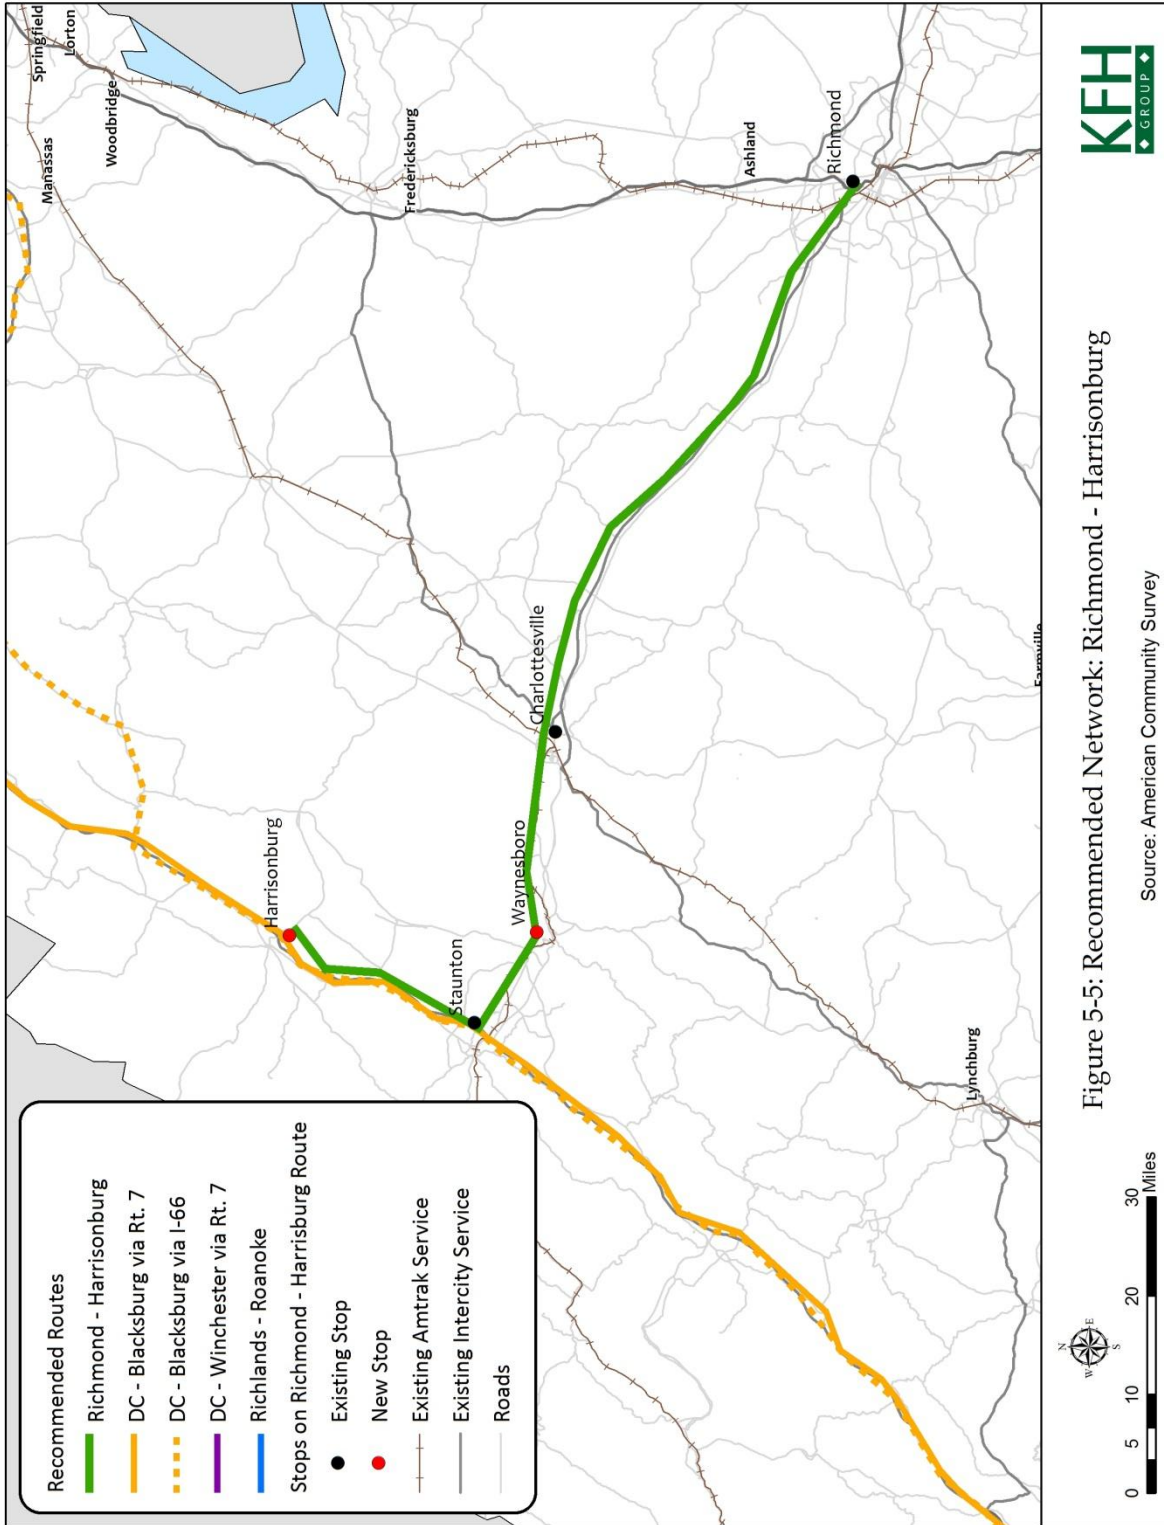 Springfield
Lorton
Woodbridge
Manassas
Fredericksburg
Ashland
Richmond
Charlottesville
Waynesboro
Harrisonburg
Staunton
Lynchburg
Farmville
Recommended Routes
Richmond - Harrisonburg
DC - Blacksburg via Rt. 7
DC - Blacksburg via I-66
DC - Winchester via Rt. 7
Richlands - Roanoke
Stops on Richmond - Harrisburg Route
Existing Stop
New Stop
Existing Amtrak Service
Existing Intercity Service
Roads
N
W
E
S
0 5 10 20 30
Miles
Figure 5-5: Recommended Network: Richmond - Harrisonburg
Source: American Community Survey
KFH
GROUP